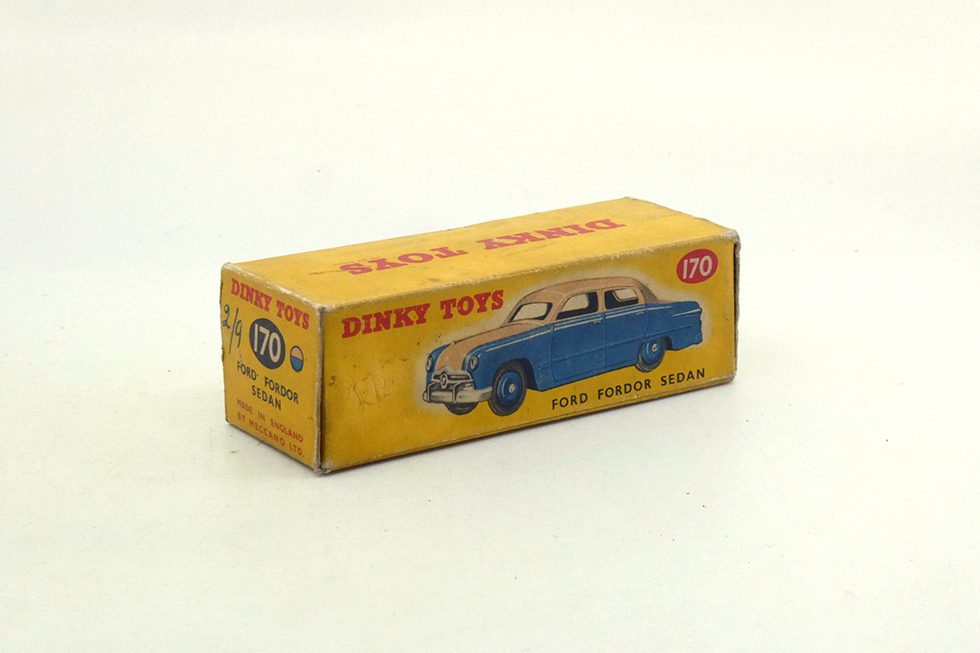 DINKY TOYS
DINKY TOYS
2/9
170
FORD FORDOR
SEDAN
MADE IN ENGLAND
BY MECCANO LTD.
DINKY TOYS
170
FORD FORDOR SEDAN